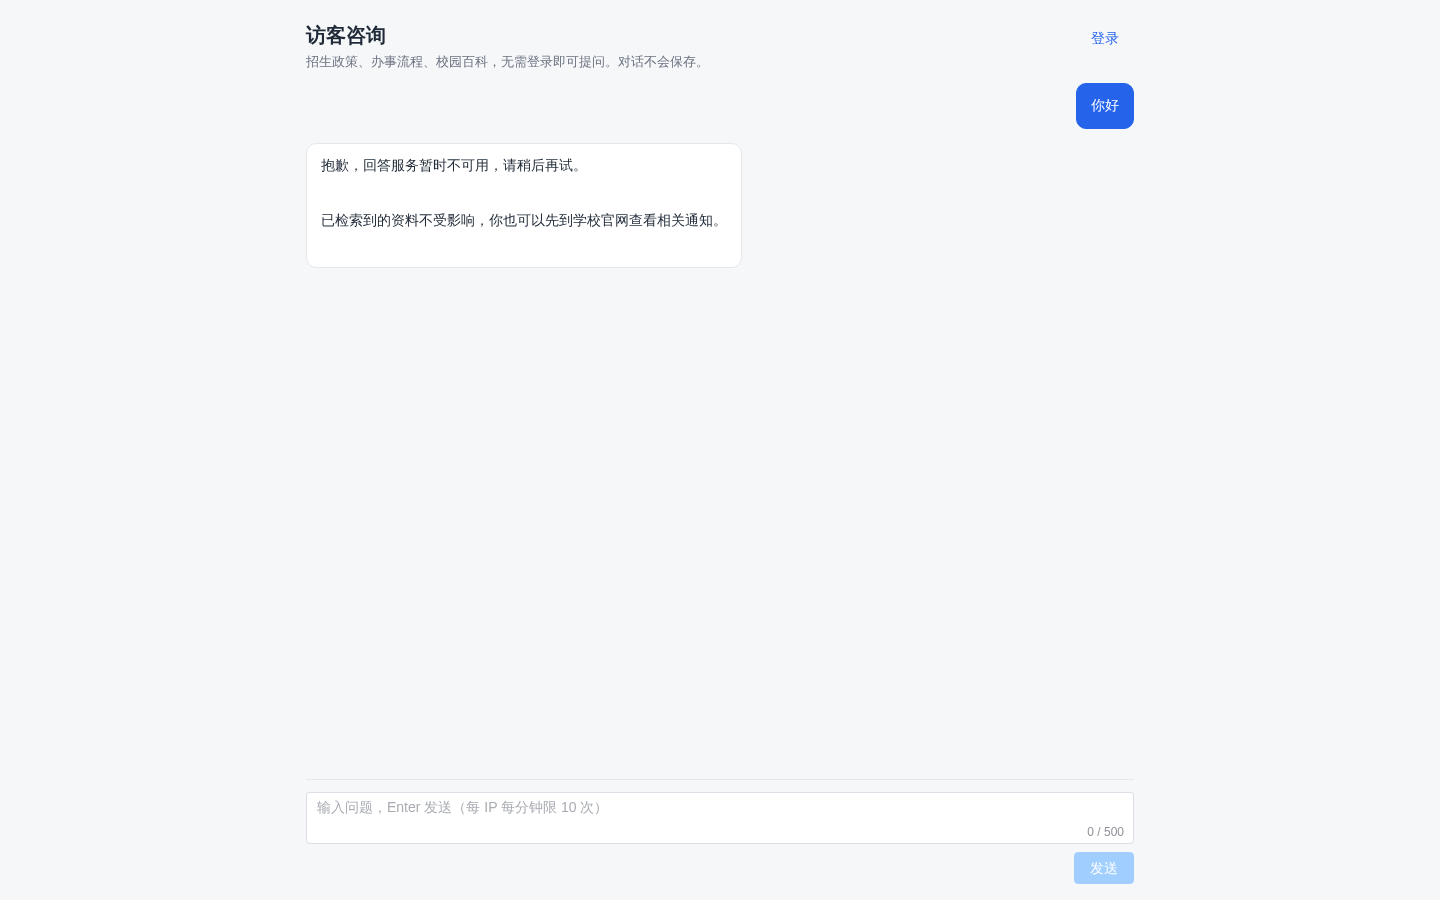 访客咨询
登录
招生政策、办事流程、校园百科，无需登录即可提问。对话不会保存。
你好
抱歉，回答服务暂时不可用，请稍后再试。
已检索到的资料不受影响，你也可以先到学校官网查看相关通知。
输入问题，Enter 发送（每 IP 每分钟限 10 次）
0 / 500
发送